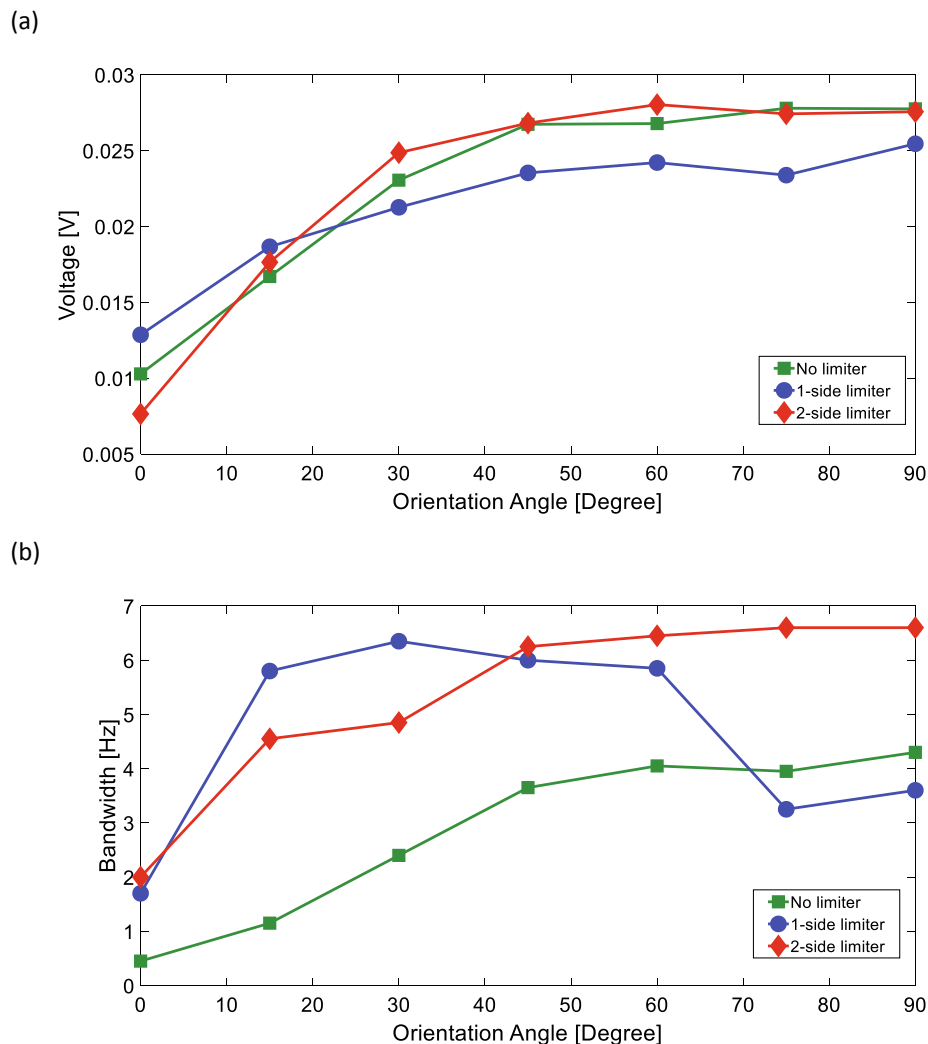 (a)
0.03
0.025
0.02
0.015
0.01
0.005
Voltage [V]
No limiter
1-side limiter
2-side limiter
0 10 20 30 40 50 60 70 80 90
Orientation Angle [Degree]
(b)
7
6
5
4
3
2
1
0
Bandwidth [Hz]
No limiter
1-side limiter
2-side limiter
0 10 20 30 40 50 60 70 80 90
Orientation Angle [Degree]